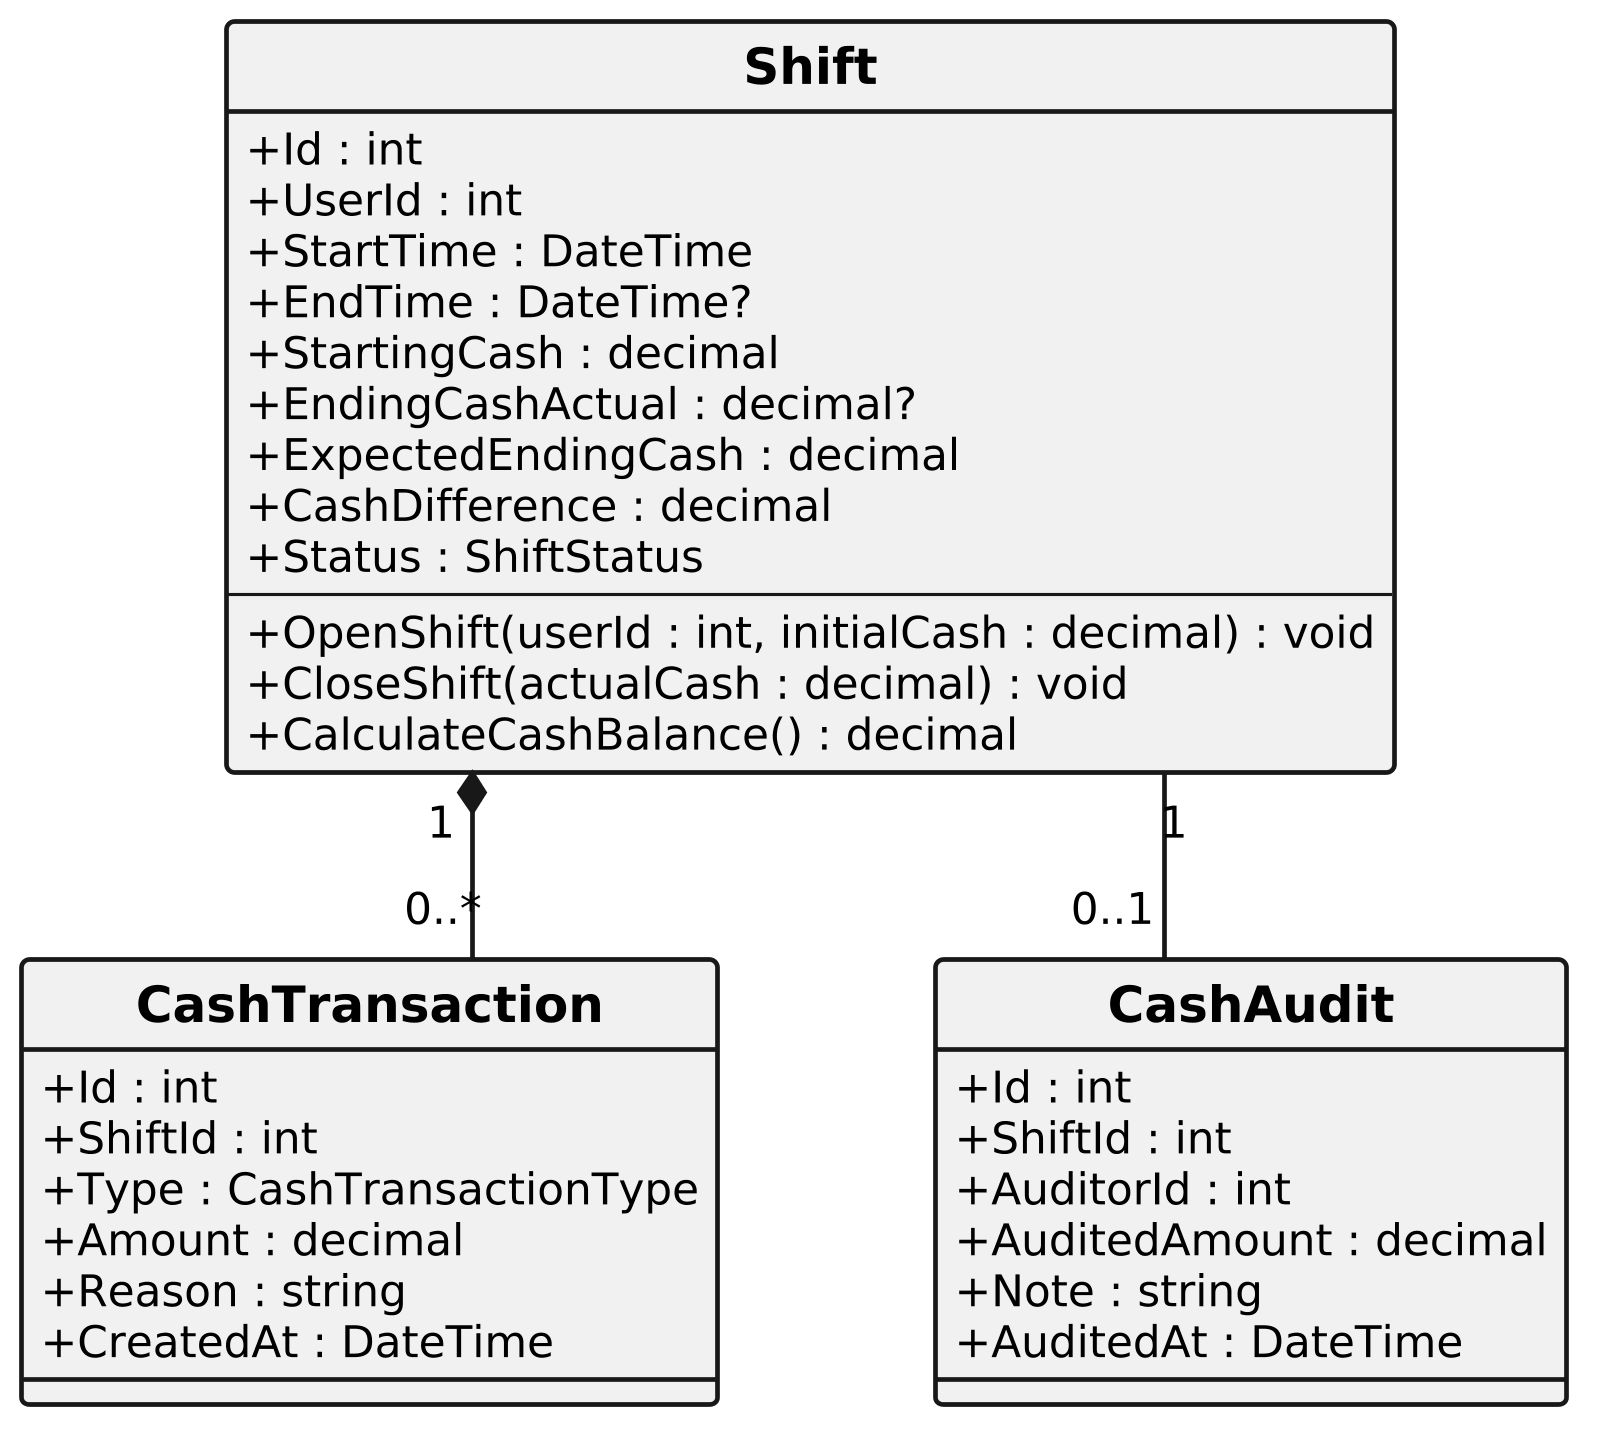 Shift
+Id : int
+UserId : int
+StartTime : DateTime
+EndTime : DateTime?
+StartingCash : decimal
+EndingCashActual : decimal?
+ExpectedEndingCash : decimal
+CashDifference : decimal
+Status : ShiftStatus
+OpenShift(userId : int, initialCash : decimal) : void
+CloseShift(actualCash : decimal) : void
+CalculateCashBalance() : decimal
1
0..*
1
0..1
CashTransaction
+Id : int
+ShiftId : int
+Type : CashTransactionType
+Amount : decimal
+Reason : string
+CreatedAt : DateTime
CashAudit
+Id : int
+ShiftId : int
+AuditorId : int
+AuditedAmount : decimal
+Note : string
+AuditedAt : DateTime